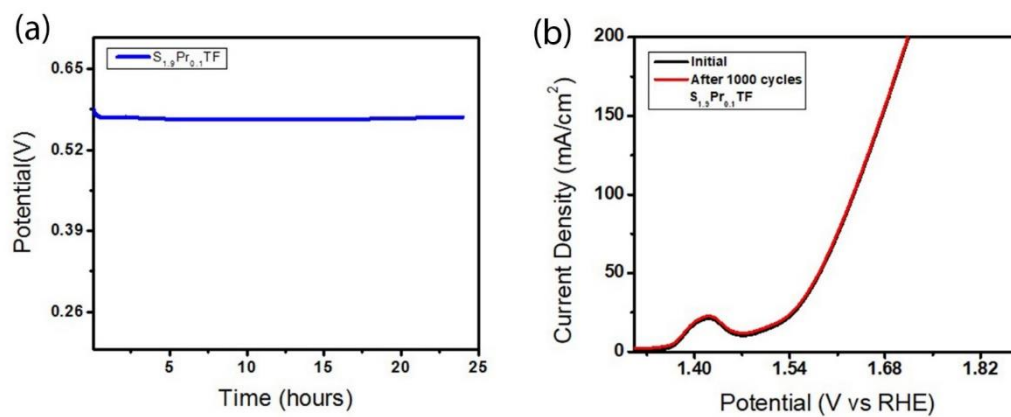 (a)
S1.9Pr0.1TF
0.65
0.52
0.39
0.26
Potential(V)
5
10
15
20
25
Time (hours)
(b)
Initial
After 1000 cycles
S1.9Pr0.1TF
200
150
100
50
0
Current Density (mA/cm²)
1.40
1.54
1.68
1.82
Potential (V vs RHE)